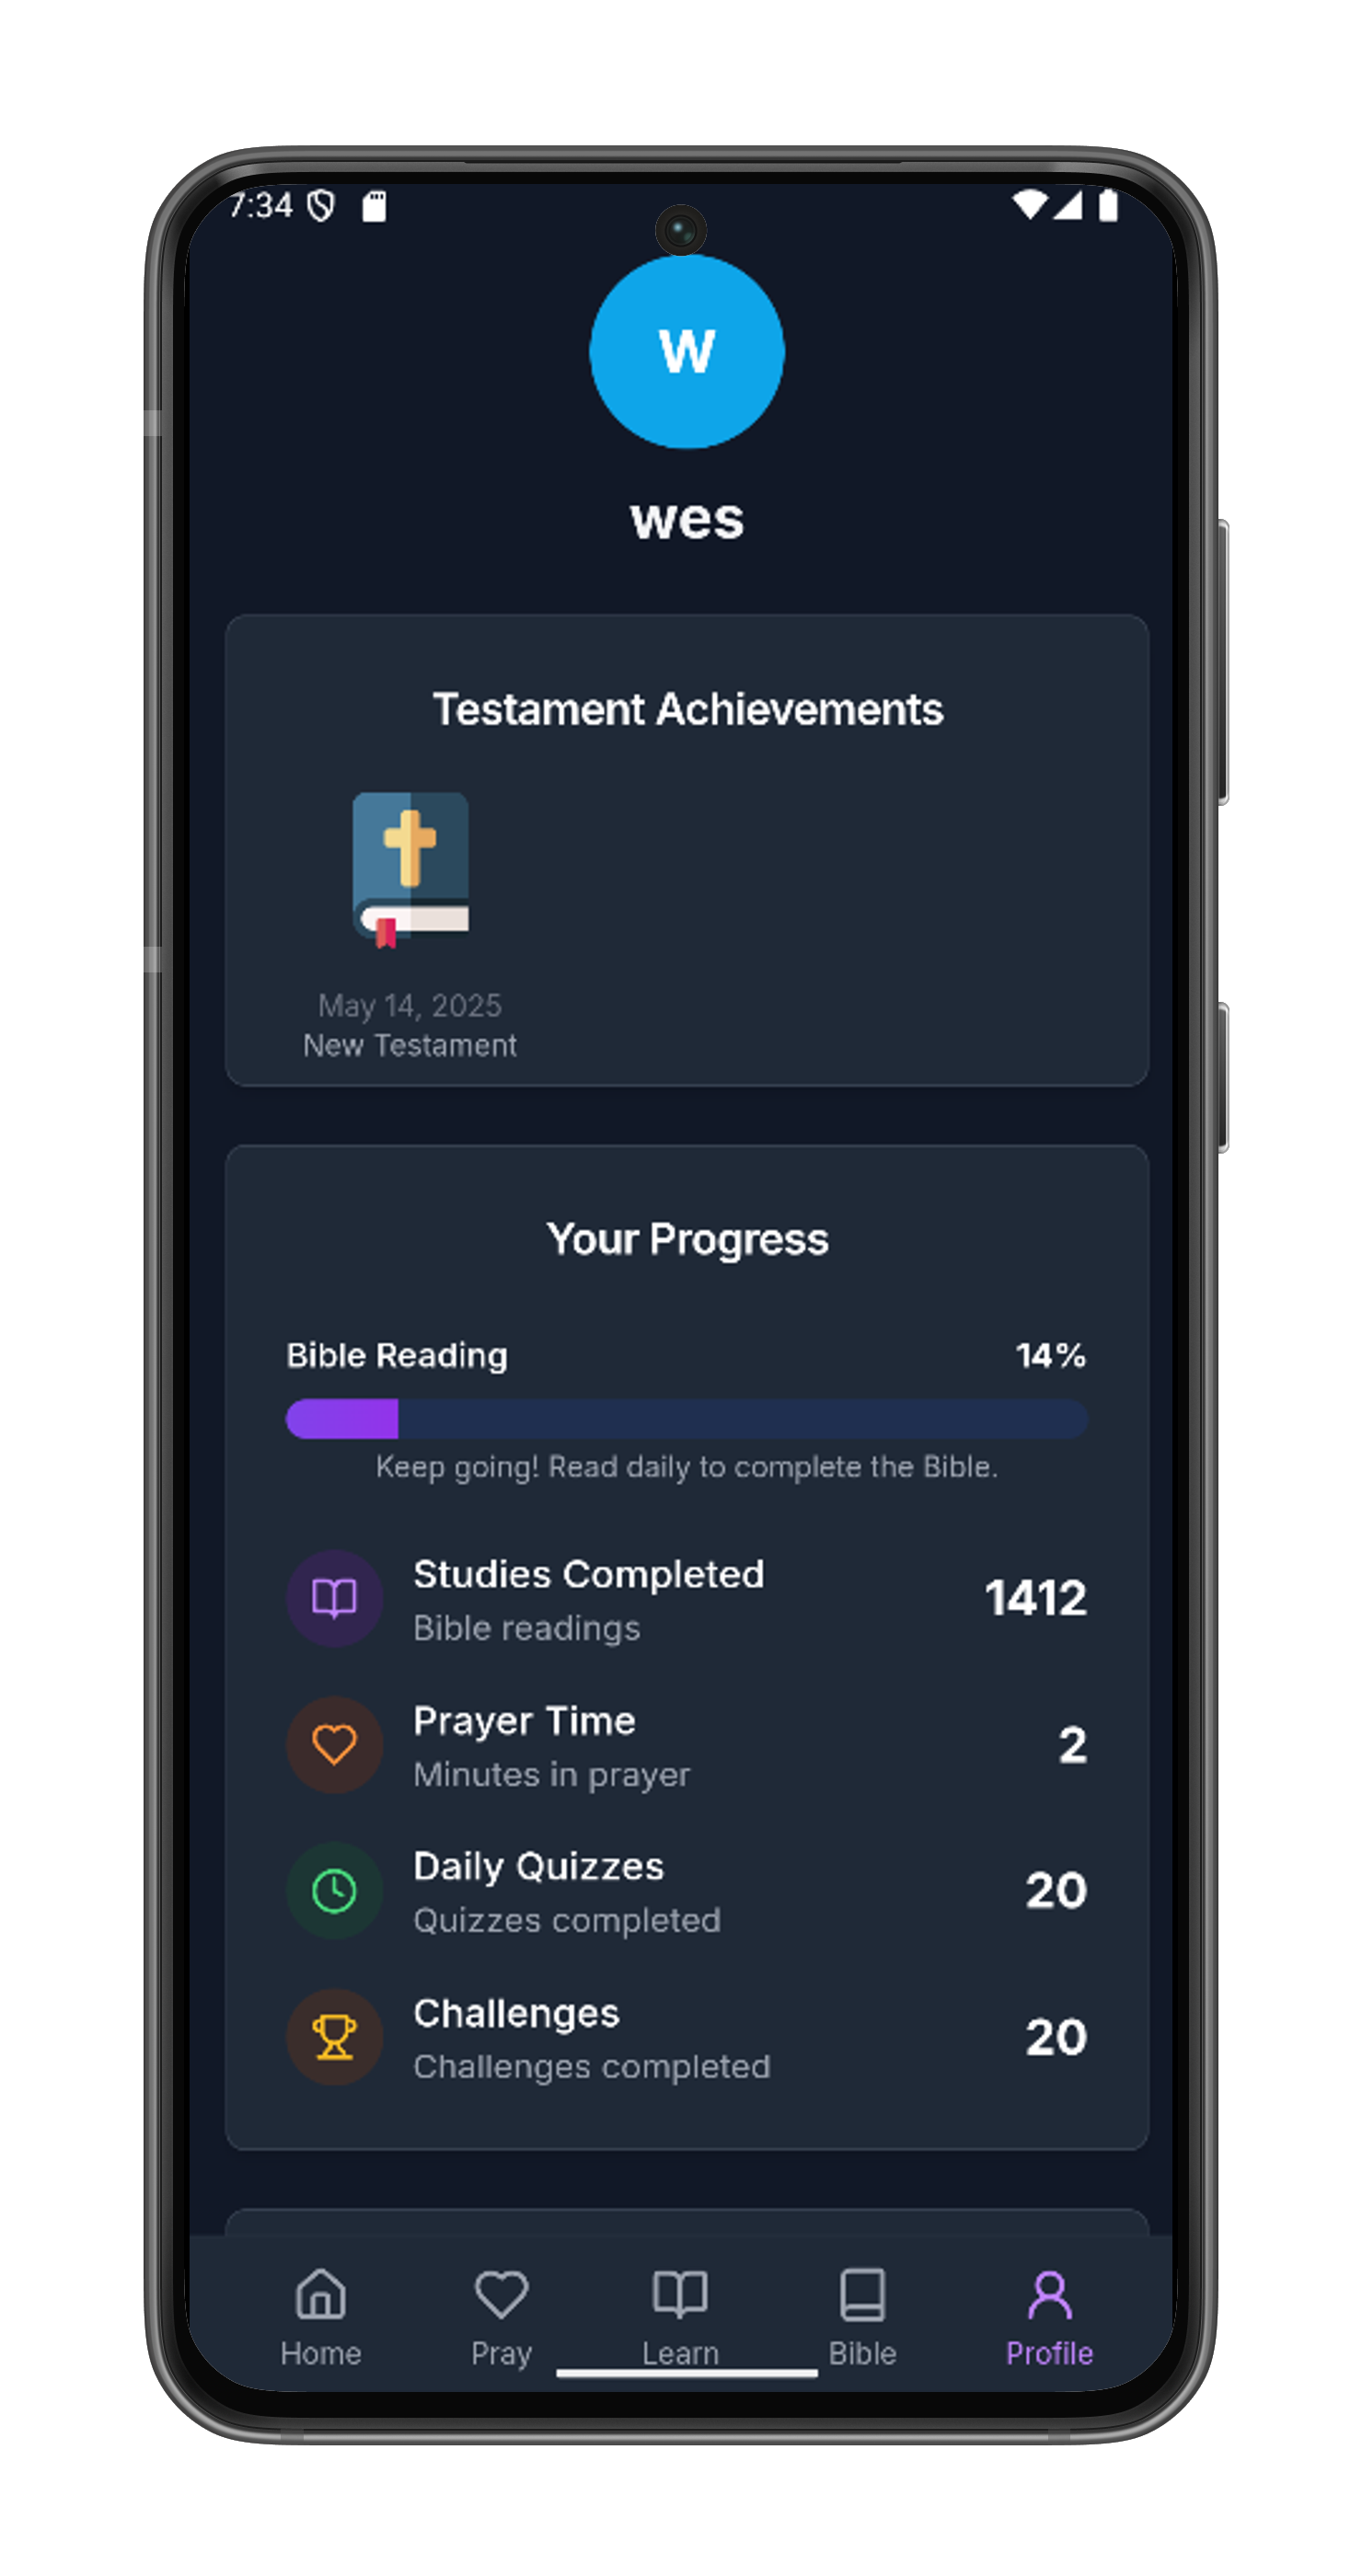 7:34
W
wes
Testament Achievements
May 14, 2025
New Testament
Your Progress
Bible Reading 14%
Keep going! Read daily to complete the Bible.
Studies Completed
Bible readings
1412
Prayer Time
Minutes in prayer
2
Daily Quizzes
Quizzes completed
20
Challenges
Challenges completed
20
Home Pray Learn Bible Profile